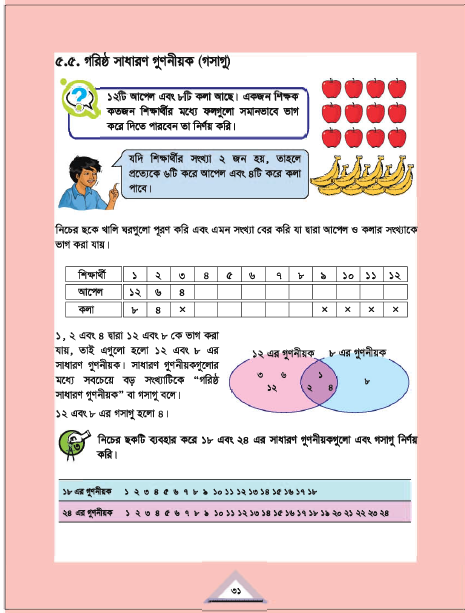 ৫.৫. গরিষ্ঠ সাধারণ গুণনীয়ক (গসাগু)
১২টি আপেল এবং ৮টি কলা আছে। একজন শিক্ষক
কতজন শিক্ষার্থীর মধ্যে ফলগুলো সমানভাবে ভাগ
করে দিতে পারবেন তা নির্ণয় করি।
যদি শিক্ষার্থীর সংখ্যা ২ জন হয়, তাহলে
প্রত্যেকে ৬টি করে আপেল এবং ৪টি করে কলা
পাবে।
নিচের ছকে খালি ঘরগুলো পূরণ করি এবং এমন সংখ্যা বের করি যা দ্বারা আপেল ও কলার সংখ্যাকে
ভাগ করা যায়।
শিক্ষার্থী ১ ২ ৩ ৪ ৫ ৬ ৭ ৮ ৯ ১০ ১১ ১২
আপেল ১২ ৬ ৪
কলা ৮ ৪ × × × × ×
১, ২ এবং ৪ দ্বারা ১২ এবং ৮ কে ভাগ করা
যায়, তাই এগুলো হলো ১২ এবং ৮ এর
সাধারণ গুণনীয়ক। সাধারণ গুণনীয়কগুলোর
মধ্যে সবচেয়ে বড় সংখ্যাটিকে “গরিষ্ঠ
সাধারণ গুণনীয়ক” বা গসাগু বলে।
১২ এবং ৮ এর গসাগু হলো ৪।
১২ এর গুণনীয়ক ৮ এর গুণনীয়ক
৩ ৬ ১ ৮
১২ ২ ৪
নিচের ছকটি ব্যবহার করে ১৮ এবং ২৪ এর সাধারণ গুণনীয়কগুলো এবং গসাগু নির্ণয়
করি।
১৮ এর গুণনীয়ক ১ ২ ৩ ৪ ৫ ৬ ৭ ৮ ৯ ১০ ১১ ১২ ১৩ ১৪ ১৫ ১৬ ১৭ ১৮
২৪ এর গুণনীয়ক ১ ২ ৩ ৪ ৫ ৬ ৭ ৮ ৯ ১০ ১১ ১২ ১৩ ১৪ ১৫ ১৬ ১৭ ১৮ ১৯ ২০ ২১ ২২ ২৩ ২৪
৩১